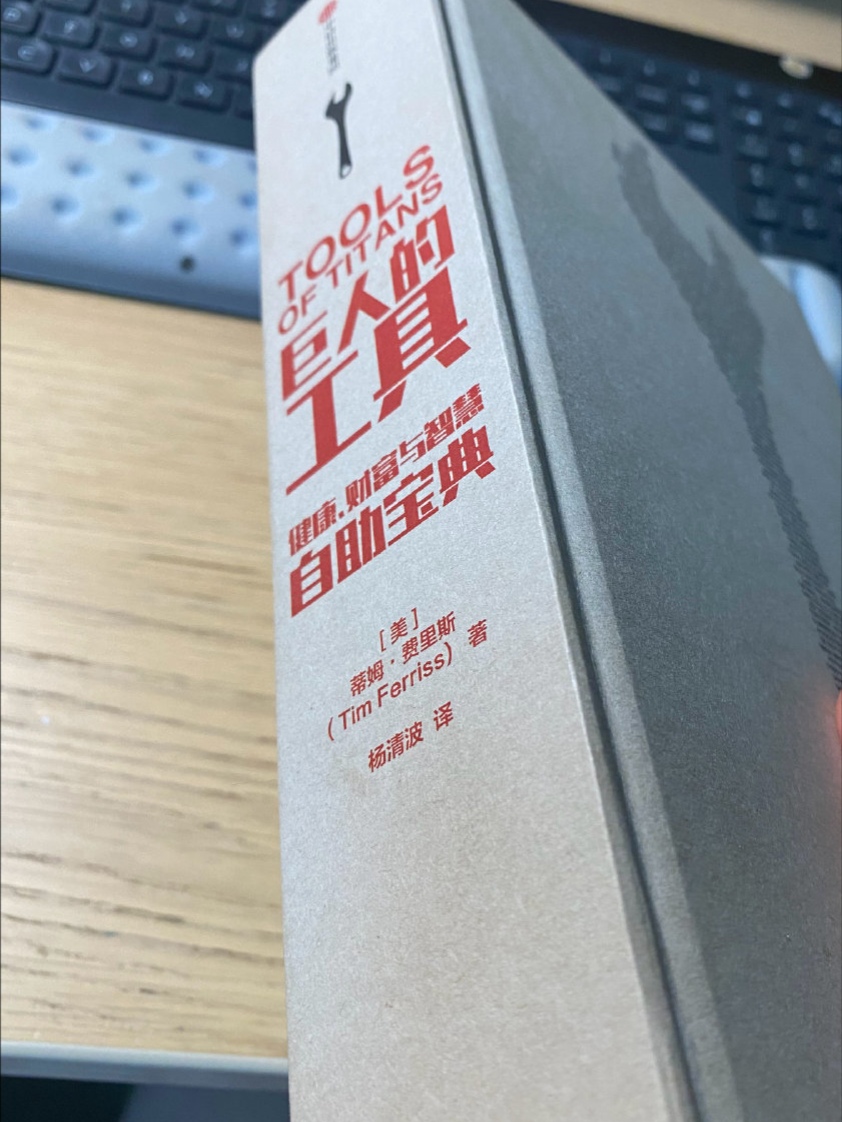 TOOLS
OF TITANS
巨人的
工具
健康、财富与智慧
自助宝典
[美]
蒂姆·费里斯
(Tim Ferriss) 著
杨清波 译